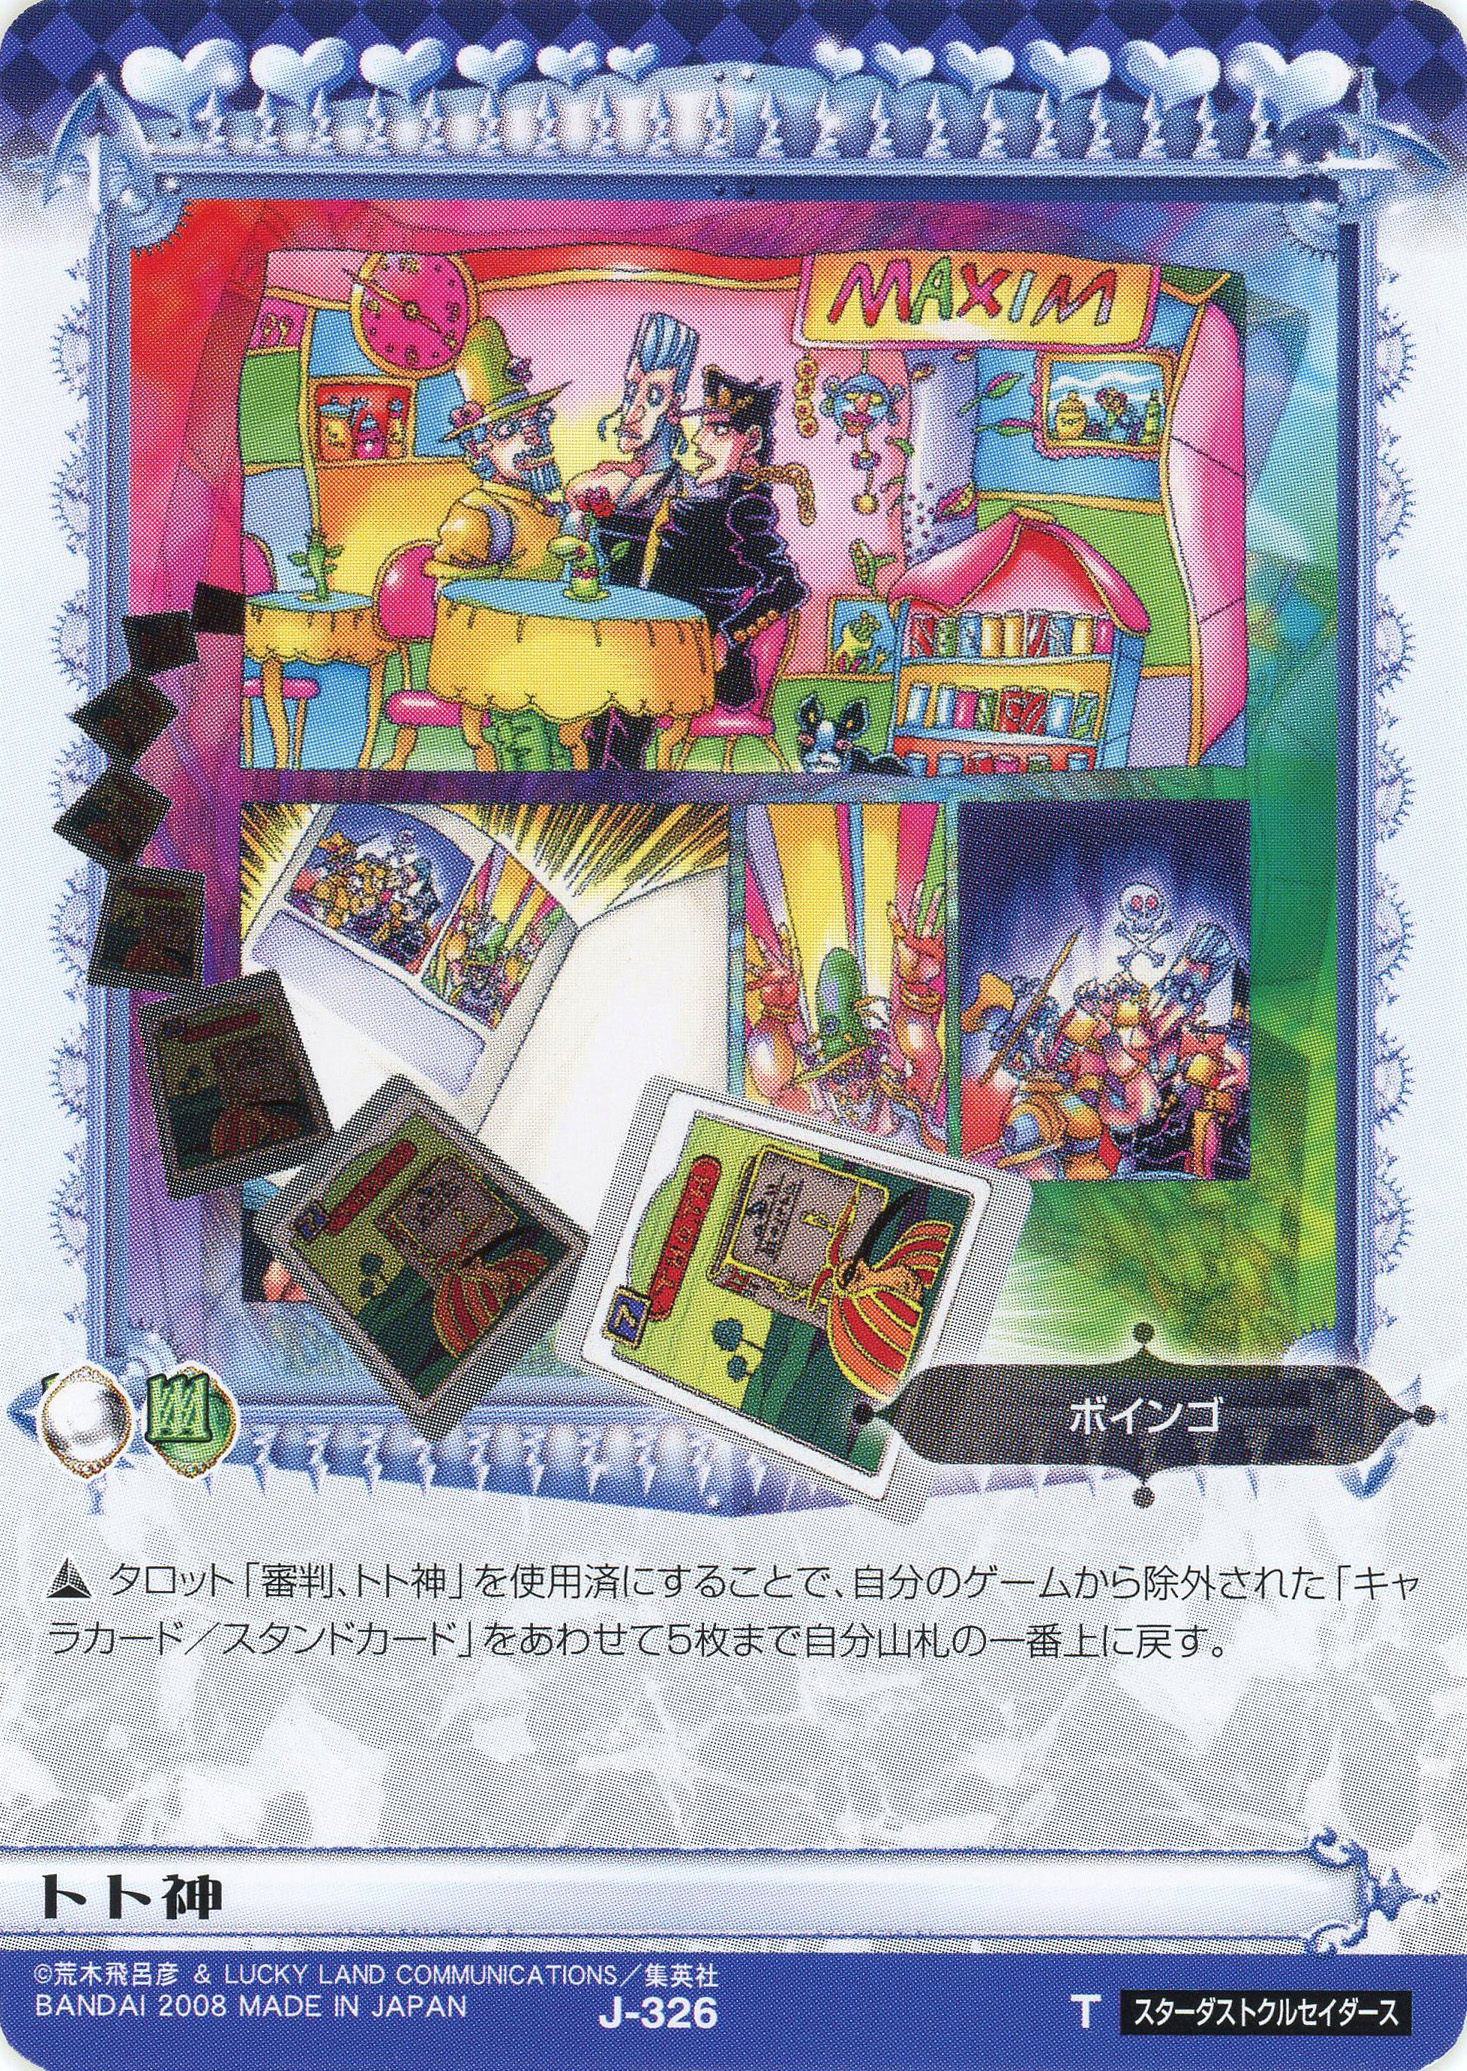 MAXIM
7
THOTH
ボインゴ
タロット「審判、トト神」を使用済にすることで、自分のゲームから除外された「キャ
ラカード／スタンドカード」をあわせて5枚まで自分山札の一番上に戻す。
トト神
©荒木飛呂彦 & LUCKY LAND COMMUNICATIONS／集英社
BANDAI 2008 MADE IN JAPAN
J-326
T
スターダストクルセイダース